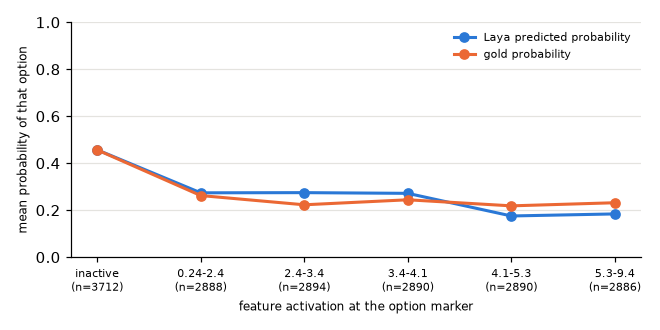 1.0
0.8
0.6
0.4
0.2
0.0
mean probability of that option
Laya predicted probability
gold probability
inactive 0.24-2.4 2.4-3.4 3.4-4.1 4.1-5.3 5.3-9.4
(n=3712) (n=2888) (n=2894) (n=2890) (n=2890) (n=2886)
feature activation at the option marker